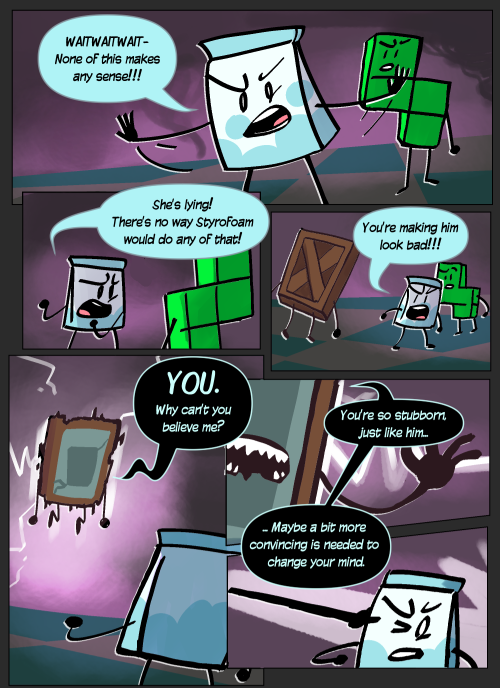 WAITWAITWAIT-
None of this makes
any sense!!!
She's lying!
There's no way Styrofoam
would do any of that!
You're making him
look bad!!!
YOU.
Why can't you
believe me?
You're so stubborn,
just like him...
... Maybe a bit more
convincing is needed to
change your mind.